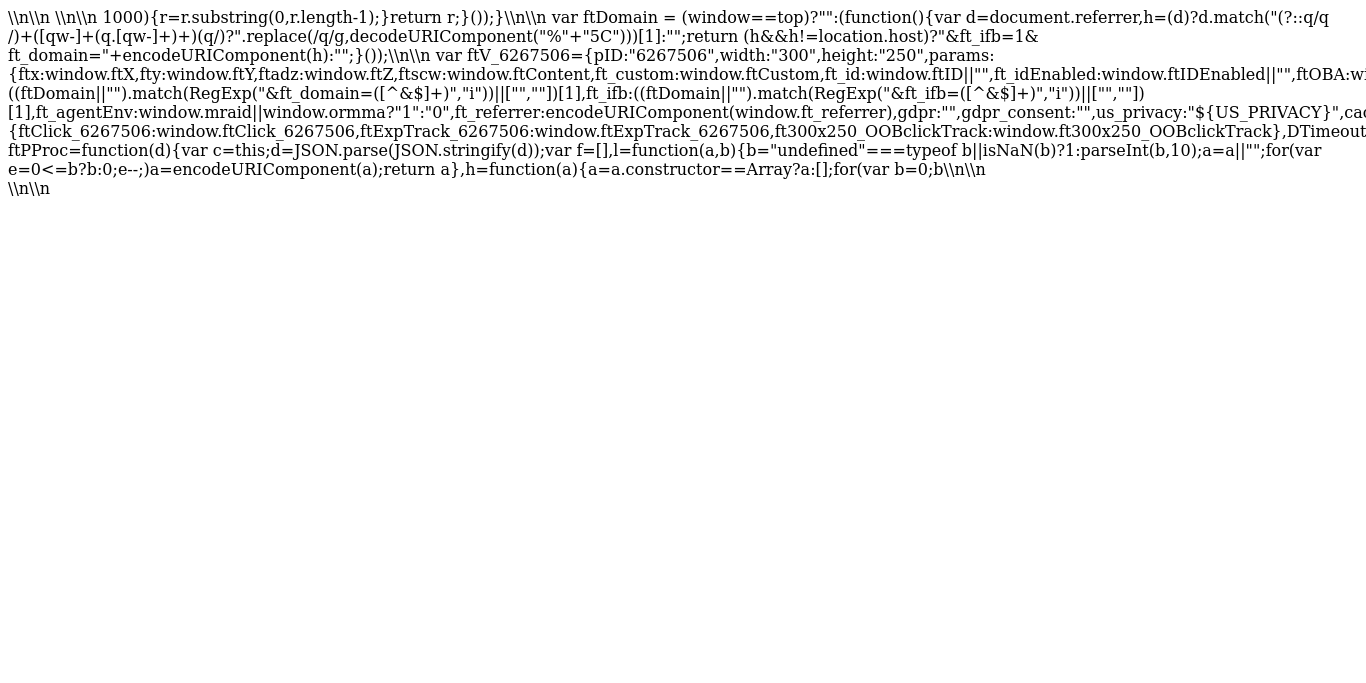 \\n\\n \\n\\n 1000){r=r.substring(0,r.length-1);}return r;}());}\\n\\n var ftDomain = (window==top)?"":(function(){var d=document.referrer,h=(d)?d.match("(?::q/q
/)+([qw-]+(q.[qw-]+)+)(q/)?".replace(/q/g,decodeURIComponent("%"+"5C")))[1]:"";return (h&&h!=location.host)?"&ft_ifb=1&
ft_domain="+encodeURIComponent(h):"";}());\\n\\n var ftV_6267506={pID:"6267506",width:"300",height:"250",params:
{ftx:window.ftX,fty:window.ftY,ftadz:window.ftZ,ftscw:window.ftContent,ft_custom:window.ftCustom,ft_id:window.ftID||"",ft_idEnabled:window.ftIDEnabled||"",ftOBA:wi
((ftDomain||"").match(RegExp("&ft_domain=([^&$]+)","i"))||["",""])[1],ft_ifb:((ftDomain||"").match(RegExp("&ft_ifb=([^&$]+)","i"))||["",""])
[1],ft_agentEnv:window.mraid||window.ormma?"1":"0",ft_referrer:encodeURIComponent(window.ft_referrer),gdpr:"",gdpr_consent:"",us_privacy:"${US_PRIVACY}",cac
{ftClick_6267506:window.ftClick_6267506,ftExpTrack_6267506:window.ftExpTrack_6267506,ft300x250_OOBclickTrack:window.ft300x250_OOBclickTrack},DTimeout
ftPProc=function(d){var c=this;d=JSON.parse(JSON.stringify(d));var f=[],l=function(a,b){b="undefined"===typeof b||isNaN(b)?1:parseInt(b,10);a=a||"";for(var
e=0<=b?b:0;e--;)a=encodeURIComponent(a);return a},h=function(a){a=a.constructor==Array?a:[];for(var b=0;b\\n\\n
\\n\\n